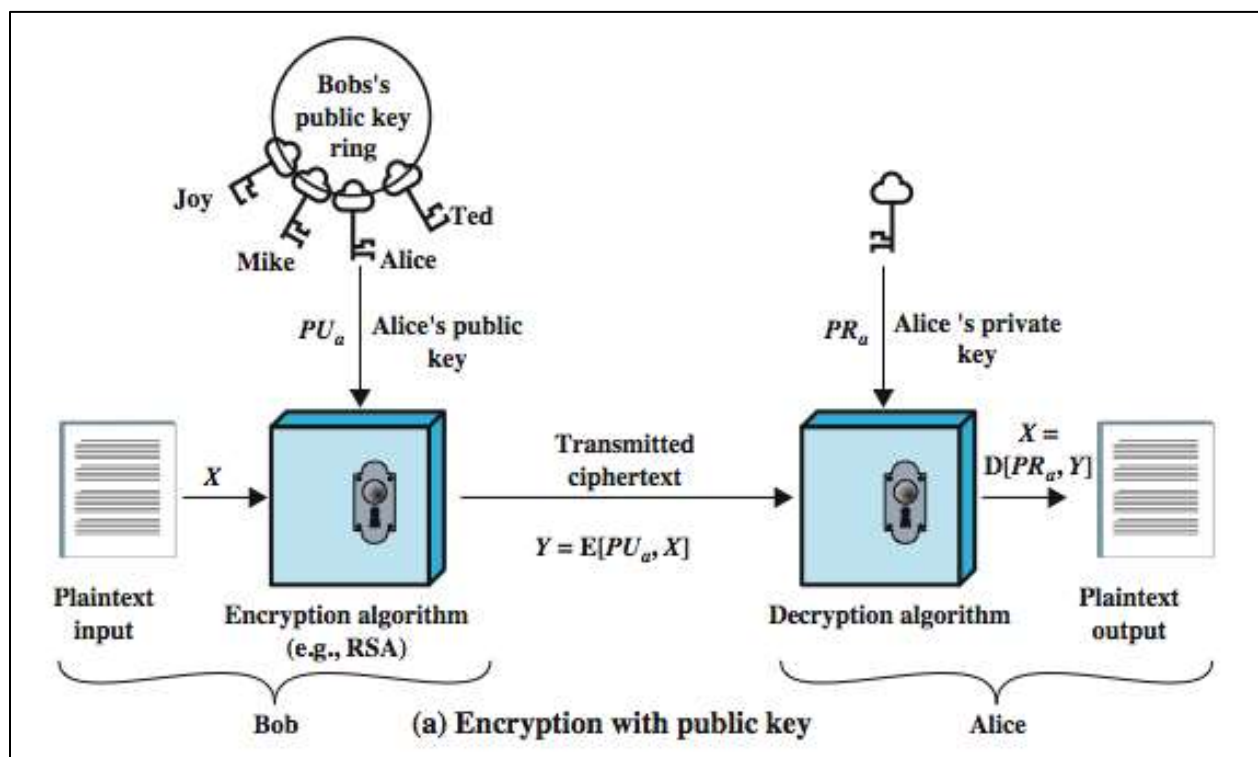 Bobs's
public key
ring
Joy
Ted
Mike
Alice
PUₐ
Alice's public
key
PRₐ
Alice 's private
key
X
Transmitted
ciphertext
Y = E[PUₐ, X]
X =
D[PRₐ, Y]
Plaintext
input
Encryption algorithm
(e.g., RSA)
Decryption algorithm
Plaintext
output
Bob
(a) Encryption with public key
Alice